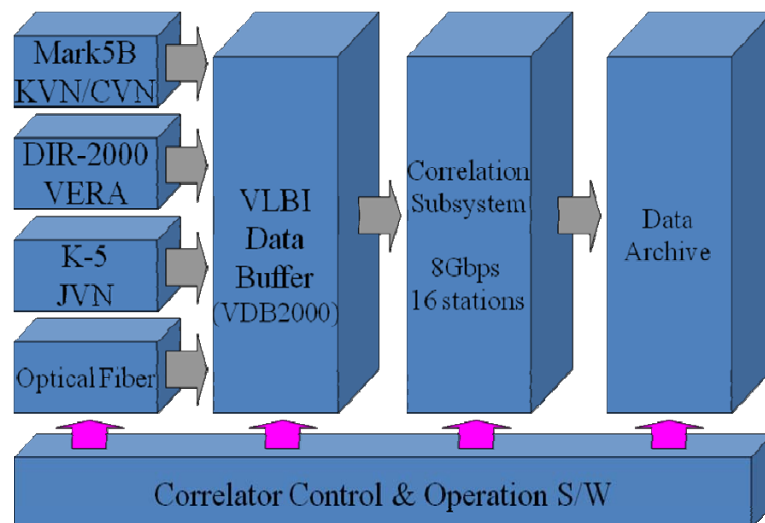 Mark5B
KVN/CVN
DIR-2000
VERA
K-5
JVN
Optical Fiber
VLBI
Data
Buffer
(VDB2000)
Correlation
Subsystem
8Gbps
16 stations
Data
Archive
Correlator Control & Operation S/W